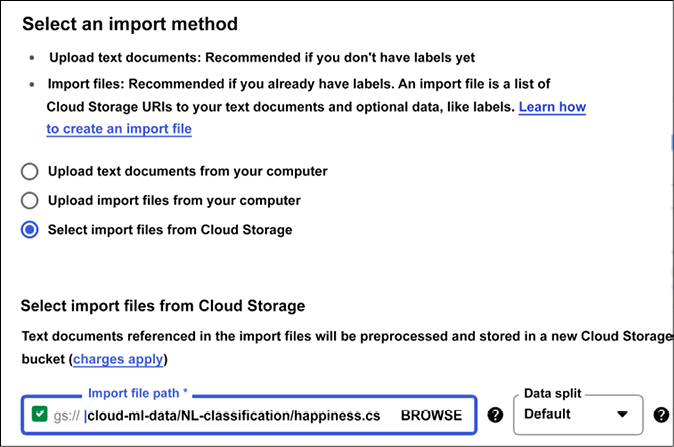 Select an import method
• Upload text documents: Recommended if you don't have labels yet
• Import files: Recommended if you already have labels. An import file is a list of
Cloud Storage URIs to your text documents and optional data, like labels. Learn how
to create an import file
Upload text documents from your computer
Upload import files from your computer
Select import files from Cloud Storage
Select import files from Cloud Storage
Text documents referenced in the import files will be preprocessed and stored in a new Cloud Storage
bucket (charges apply)
Import file path *
gs:// cloud-ml-data/NL-classification/happiness.cs BROWSE
Data split
Default